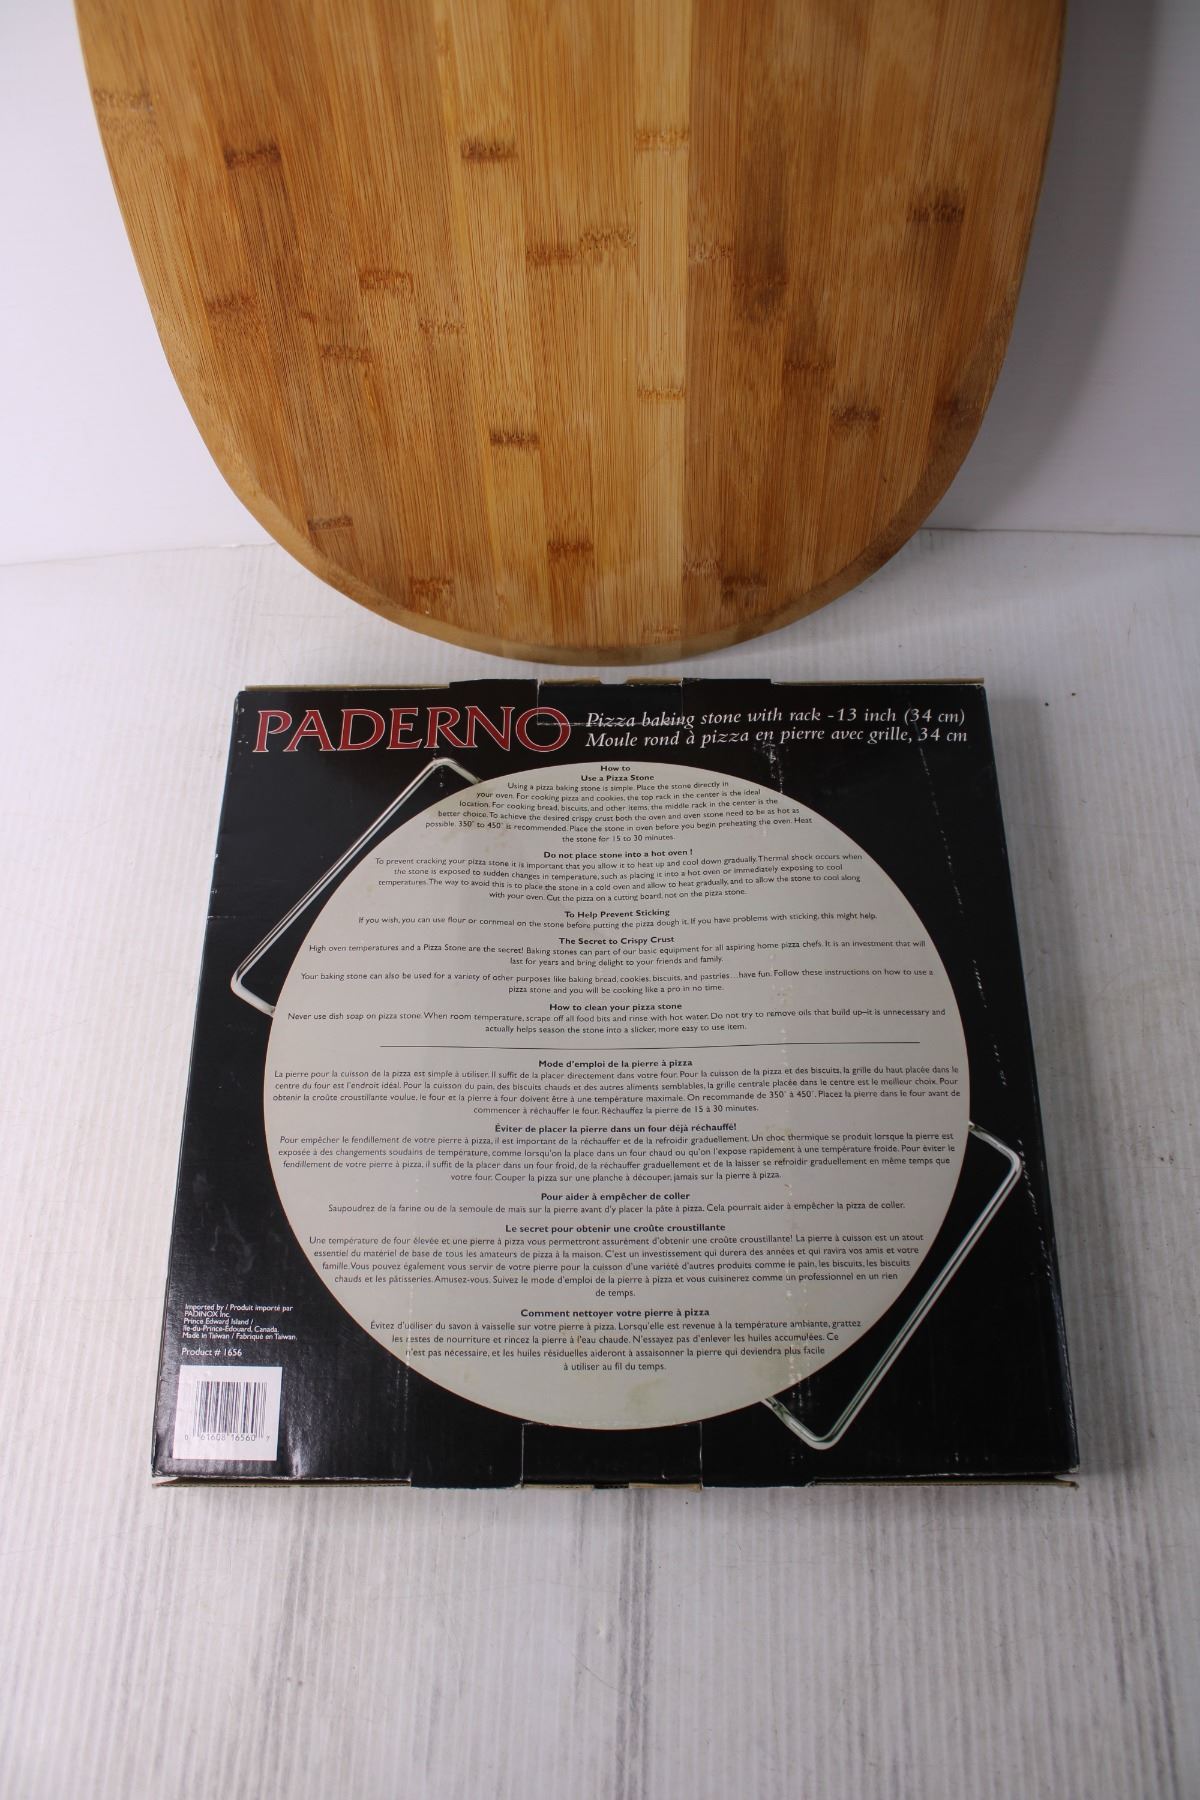 PADERNO
Pizza baking stone with rack - 13 inch (34 cm)
Moule rond à pizza en pierre avec grille, 34 cm
How to
Use a Pizza Stone
Using a pizza baking stone is simple. Place the stone directly in
your oven. For cooking pizza and cookies, the top rack in the center is the ideal
location. For cooking bread, biscuits, and other items, the middle rack in the center is the
better choice. To achieve the desired crispy crust both the oven and oven stone need to be as hot as
possible. 350° to 450° is recommended. Place the stone in oven before you begin preheating the oven. Heat
the stone for 15 to 30 minutes.
Do not place stone into a hot oven !
To prevent cracking your pizza stone it is important that you allow it to heat up and cool down gradually. Thermal shock occurs when
the stone is exposed to sudden changes in temperature, such as placing it into a hot oven or immediately exposing to cool
temperatures. The way to avoid this is to place the stone in a cold oven and allow to heat gradually, and to allow the stone to cool along
with your oven. Cut the pizza on a cutting board, not on the pizza stone.
To Help Prevent Sticking
If you wish, you can use flour or cornmeal on the stone before putting the pizza dough it. If you have problems with sticking, this might help.
The Secret to Crispy Crust
High oven temperatures and a Pizza Stone are the secret! Baking stones can part of our basic equipment for all aspiring home pizza chefs. It is an investment that will
last for years and bring delight to your friends and family.
Your baking stone can also be used for a variety of other purposes like baking bread, cookies, biscuits, and pastries...have fun. Follow these instructions on how to use a
pizza stone and you will be cooking like a pro in no time.
How to clean your pizza stone
Never use dish soap on pizza stone. When room temperature, scrape off all food bits and rinse with hot water. Do not try to remove oils that build up–it is unnecessary and
actually helps season the stone into a slicker, more easy to use item.
Mode d'emploi de la pierre à pizza
La pierre pour la cuisson de la pizza est simple à utiliser. Il suffit de la placer directement dans votre four. Pour la cuisson de la pizza et des biscuits, la grille du haut placée dans le
centre du four est l'endroit idéal. Pour la cuisson du pain, des biscuits chauds et des autres aliments semblables, la grille centrale placée dans le centre est le meilleur choix. Pour
obtenir la croûte croustillante voulue, le four et la pierre à four doivent être à une température maximale. On recommande de 350° à 450°. Placez la pierre dans le four avant de
commencer à réchauffer le four. Réchauffez la pierre de 15 à 30 minutes.
Éviter de placer la pierre dans un four déjà réchauffé!
Pour empêcher le fendillement de votre pierre à pizza, il est important de la réchauffer et de la refroidir graduellement. Un choc thermique se produit lorsque la pierre est
exposée à des changements soudains de température, comme lorsqu'on la place dans un four chaud ou qu'on l'expose rapidement à une température froide. Pour éviter le
fendillement de votre pierre à pizza, il suffit de la placer dans un four froid, de la réchauffer graduellement et de la laisser se refroidir graduellement en même temps que
votre four. Couper la pizza sur une planche à découper, jamais sur la pierre à pizza.
Pour aider à empêcher de coller
Saupoudrez de la farine ou de la semoule de maïs sur la pierre avant d'y placer la pâte à pizza. Cela pourrait aider à empêcher la pizza de coller.
Le secret pour obtenir une croûte croustillante
Une température de four élevée et une pierre à pizza vous permettront assurément d'obtenir une croûte croustillante! La pierre à cuisson est un atout
essentiel du matériel de base de tous les amateurs de pizza à la maison. C'est un investissement qui durera des années et qui ravira vos amis et votre
famille. Vous pouvez également vous servir de votre pierre pour la cuisson d'une variété d'autres produits comme le pain, les biscuits, les biscuits
chauds et les pâtisseries. Amusez-vous. Suivez le mode d'emploi de la pierre à pizza et vous cuisinerez comme un professionnel en un rien
de temps.
Comment nettoyer votre pierre à pizza
Évitez d'utiliser du savon à vaisselle sur votre pierre à pizza. Lorsqu'elle est revenue à la température ambiante, grattez
les restes de nourriture et rincez la pierre à l'eau chaude. N'essayez pas d'enlever les huiles accumulées. Ce
n'est pas nécessaire, et les huiles résiduelles aideront à assaisonner la pierre qui deviendra plus facile
à utiliser au fil du temps.
Imported by / Produit importé par
PADINOX Inc.
Prince Edward Island /
Île-du-Prince-Édouard, Canada.
Made in Taiwan / Fabriqué en Taiwan.
Product # 1656
0 61608 16560 7